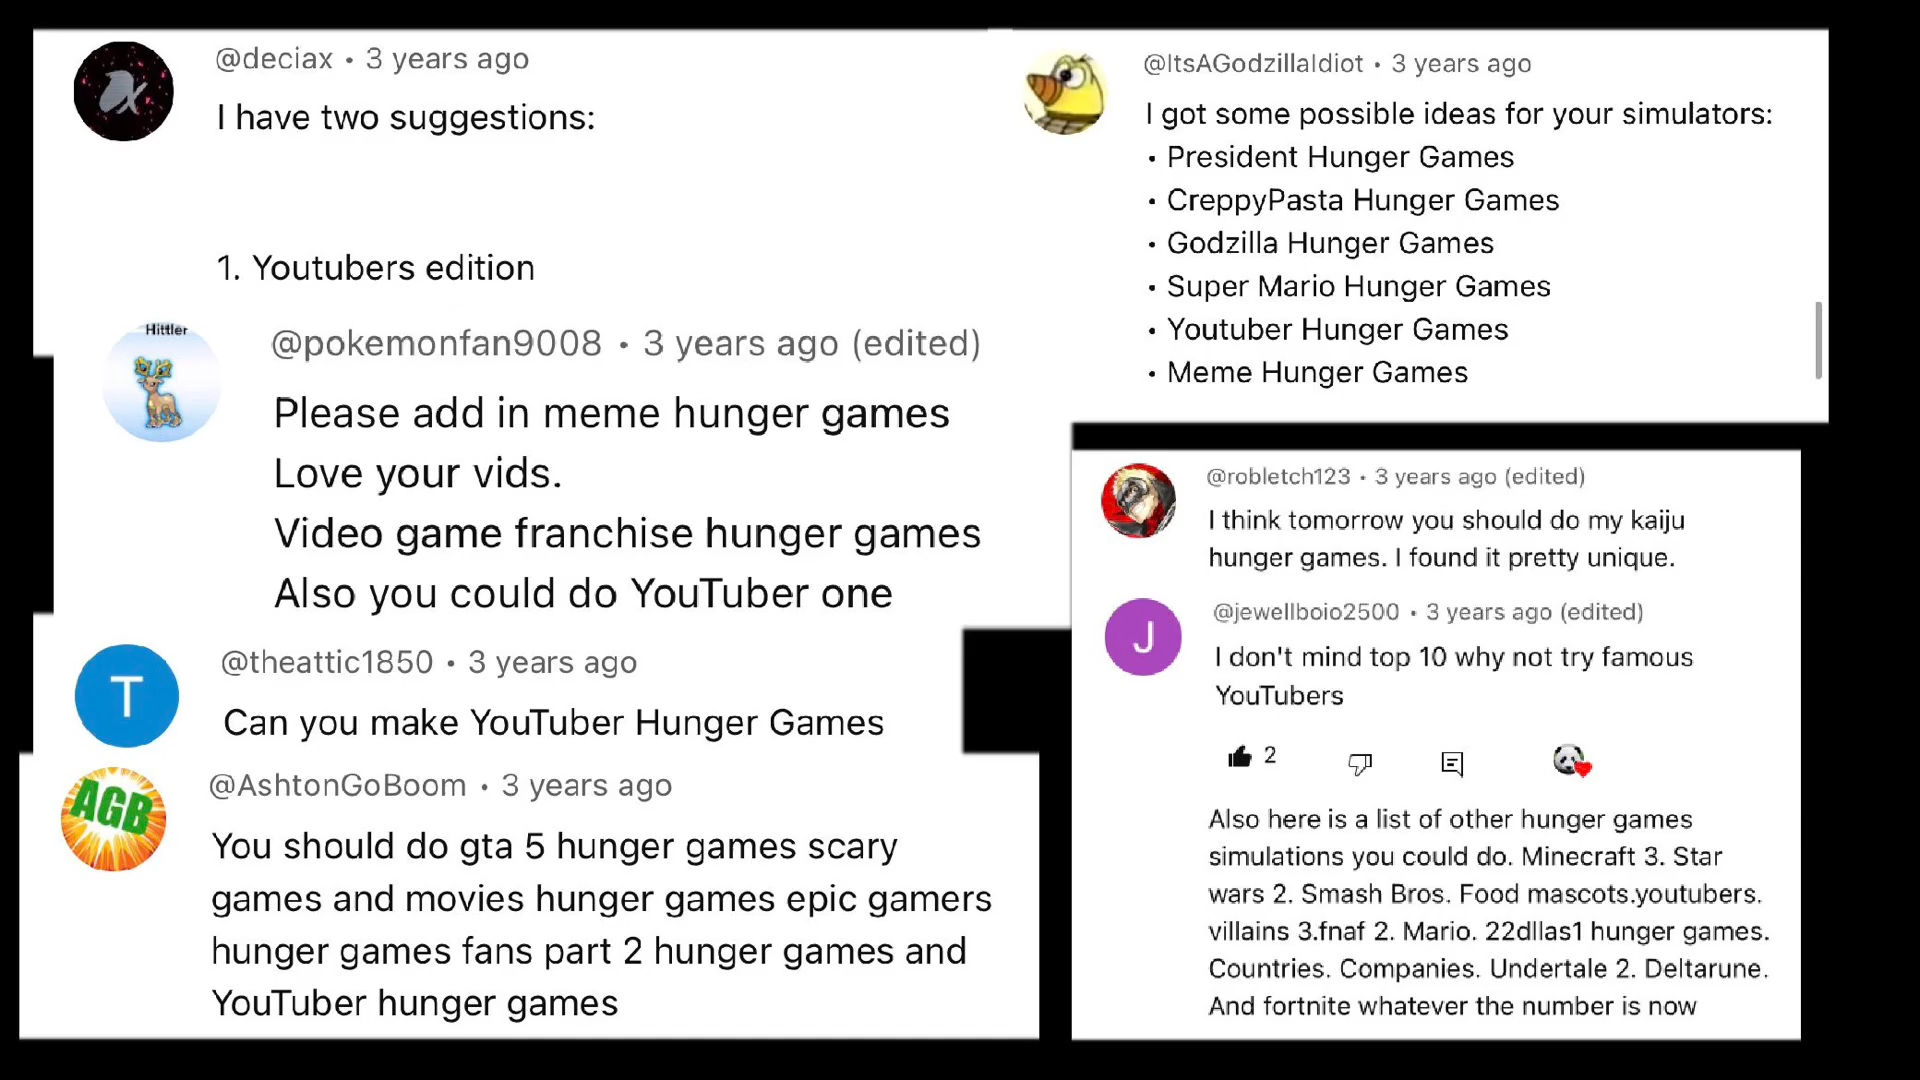 @deciax • 3 years ago
I have two suggestions:
1. Youtubers edition
Hittler
@pokemonfan9008 • 3 years ago (edited)
Please add in meme hunger games
Love your vids.
Video game franchise hunger games
Also you could do YouTuber one
T
@theattic1850 • 3 years ago
Can you make YouTuber Hunger Games
AGB
@AshtonGoBoom • 3 years ago
You should do gta 5 hunger games scary
games and movies hunger games epic gamers
hunger games fans part 2 hunger games and
YouTuber hunger games
@ItsAGodzillaIdiot • 3 years ago
I got some possible ideas for your simulators:
• President Hunger Games
• CreppyPasta Hunger Games
• Godzilla Hunger Games
• Super Mario Hunger Games
• Youtuber Hunger Games
• Meme Hunger Games
@robletch123 • 3 years ago (edited)
I think tomorrow you should do my kaiju
hunger games. I found it pretty unique.
J
@jewellboio2500 • 3 years ago (edited)
I don't mind top 10 why not try famous
YouTubers
2
Also here is a list of other hunger games
simulations you could do. Minecraft 3. Star
wars 2. Smash Bros. Food mascots.youtubers.
villains 3.fnaf 2. Mario. 22dllas1 hunger games.
Countries. Companies. Undertale 2. Deltarune.
And fortnite whatever the number is now